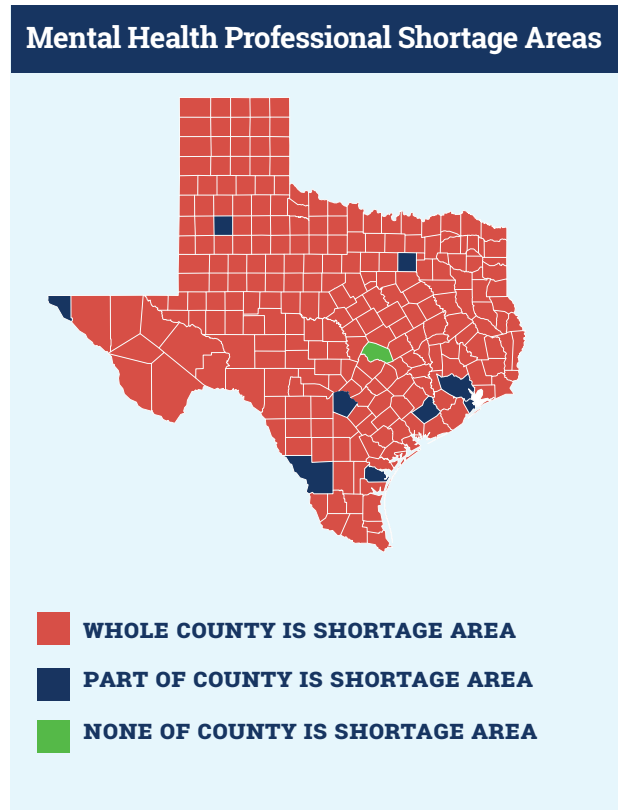 Mental Health Professional Shortage Areas
WHOLE COUNTY IS SHORTAGE AREA
PART OF COUNTY IS SHORTAGE AREA
NONE OF COUNTY IS SHORTAGE AREA